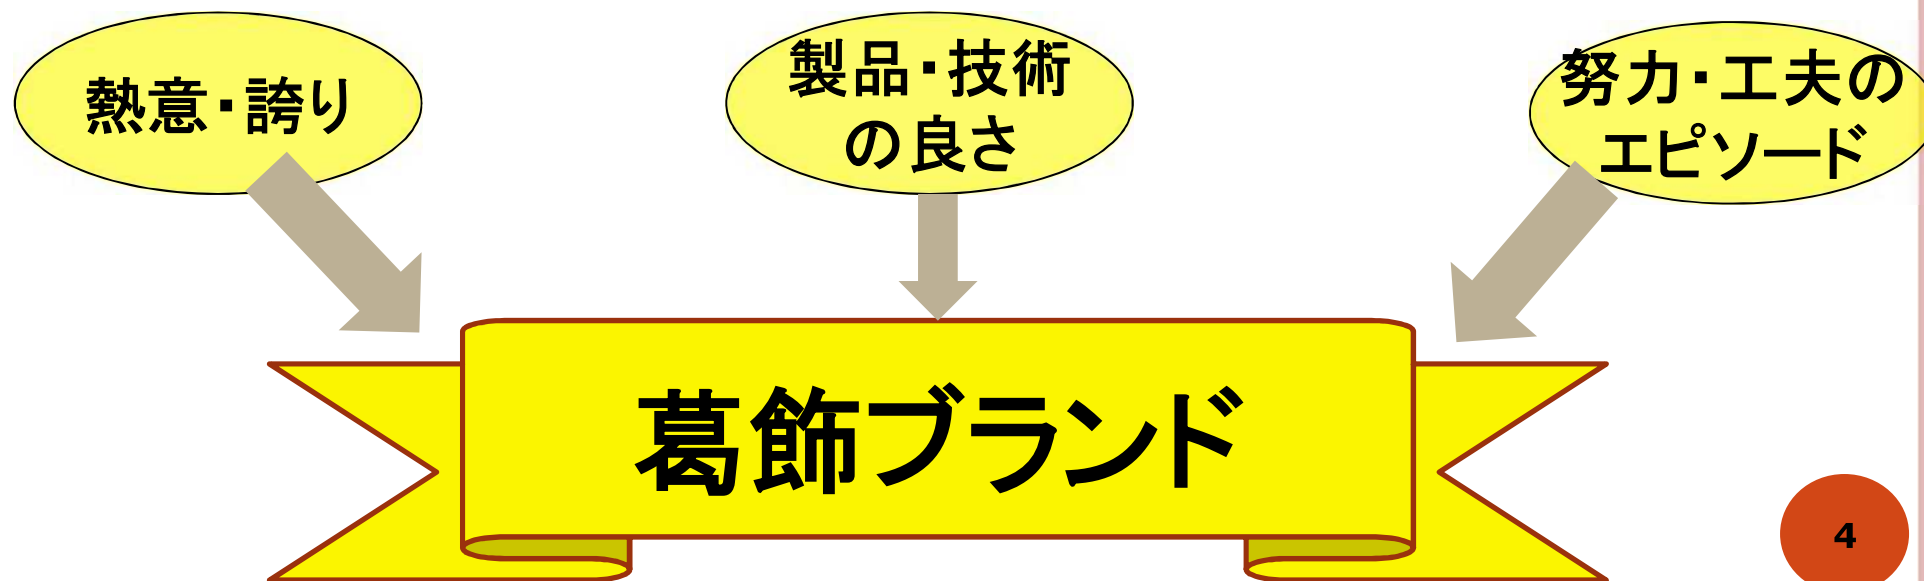 熱意・誇り
製品・技術
の良さ
努力・工夫の
エピソード
葛飾ブランド
4